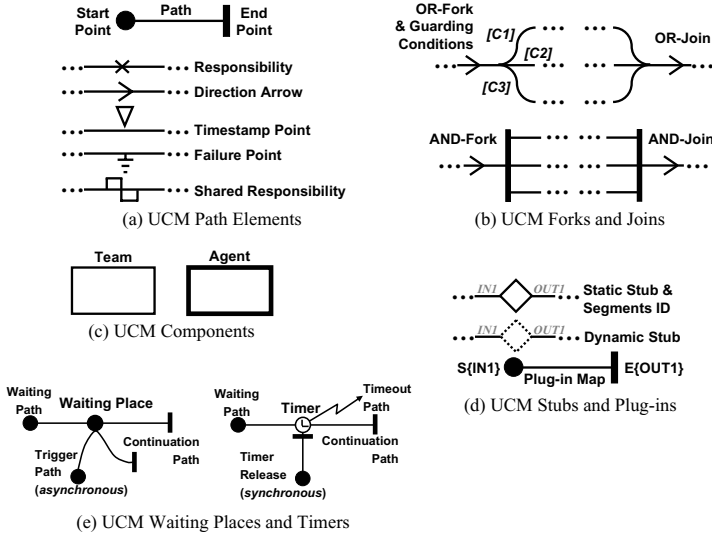 Start Point
Path
End Point
Responsibility
Direction Arrow
Timestamp Point
Failure Point
Shared Responsibility
(a) UCM Path Elements
OR-Fork & Guarding Conditions
[C1]
[C2]
[C3]
OR-Join
AND-Fork
AND-Join
(b) UCM Forks and Joins
Team
Agent
(c) UCM Components
IN1
OUT1
Static Stub & Segments ID
IN1
OUT1
Dynamic Stub
S{IN1}
Plug-in Map
E{OUT1}
(d) UCM Stubs and Plug-ins
Waiting Path
Waiting Place
Trigger Path (asynchronous)
Continuation Path
Waiting Path
Timer
Timeout Path
Continuation Path
Timer Release (synchronous)
(e) UCM Waiting Places and Timers